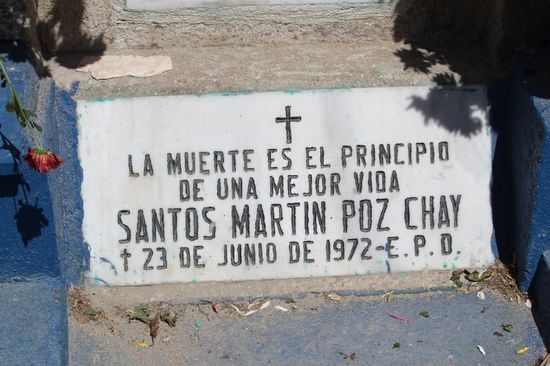 LA MUERTE ES EL PRINCIPIO
DE UNA MEJOR VIDA
SANTOS MARTIN POZ CHAY
† 23 DE JUNIO DE 1972-E.P.D